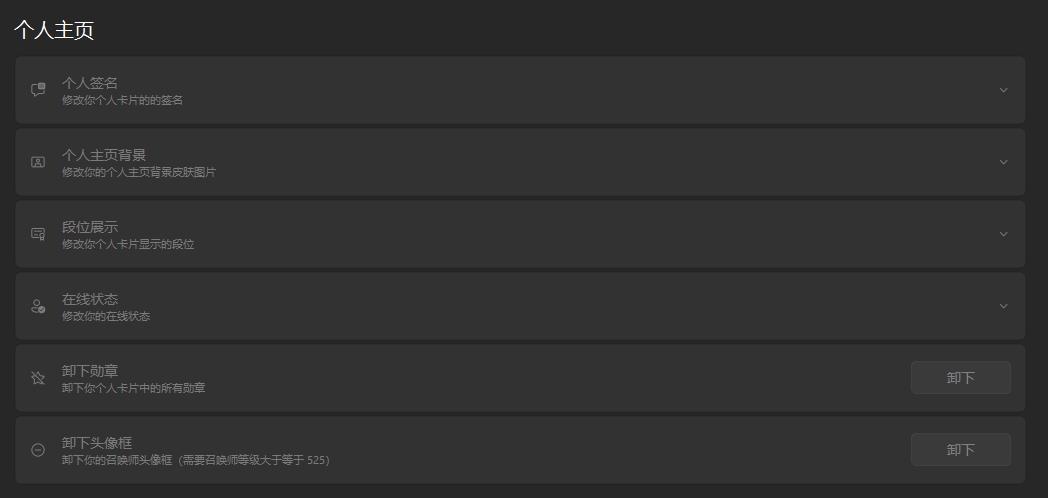 个人主页
个人签名
修改你个人卡片的的签名
个人主页背景
修改你的个人主页背景皮肤图片
段位展示
修改你个人卡片显示的段位
在线状态
修改你的在线状态
卸下勋章
卸下你个人卡片中的所有勋章
卸下
卸下头像框
卸下你的召唤师头像框（需要召唤师等级大于等于 525）
卸下